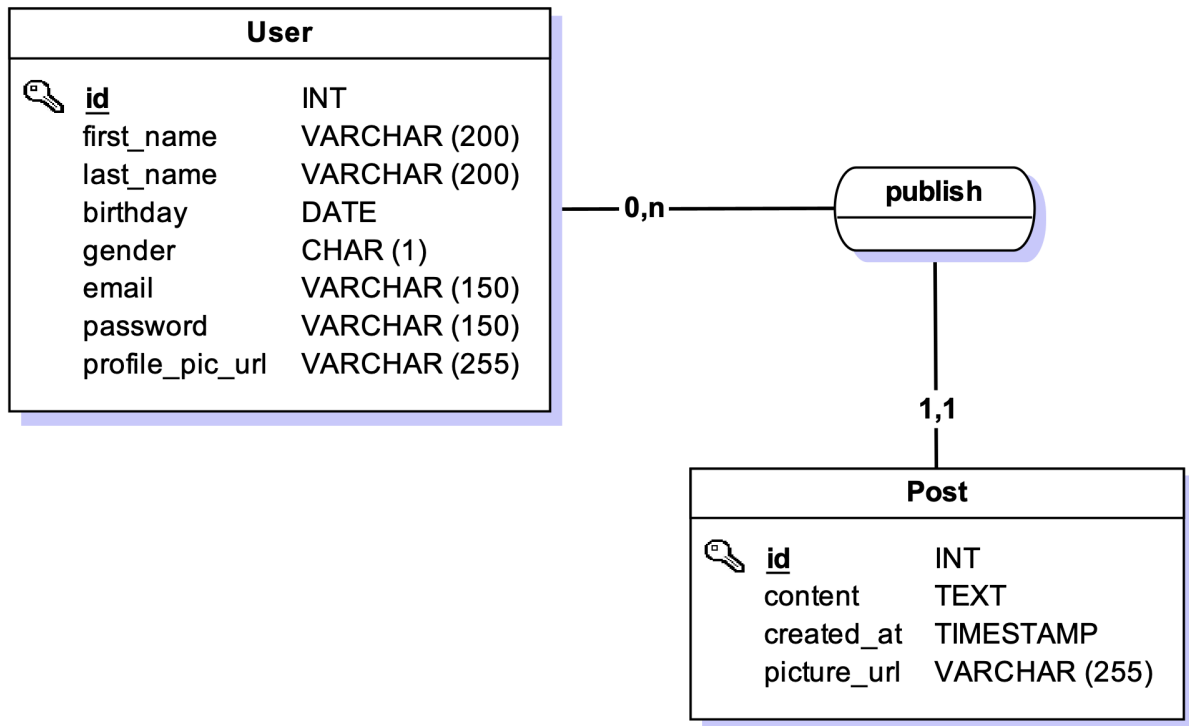 User
id INT
first_name VARCHAR (200)
last_name VARCHAR (200)
birthday DATE
gender CHAR (1)
email VARCHAR (150)
password VARCHAR (150)
profile_pic_url VARCHAR (255)
0,n
publish
1,1
Post
id INT
content TEXT
created_at TIMESTAMP
picture_url VARCHAR (255)